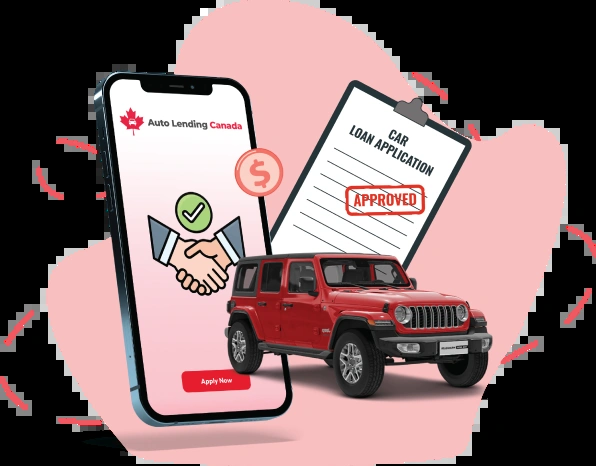 Auto Lending Canada
$
CAR
LOAN APPLICATION
APPROVED
Apply Now